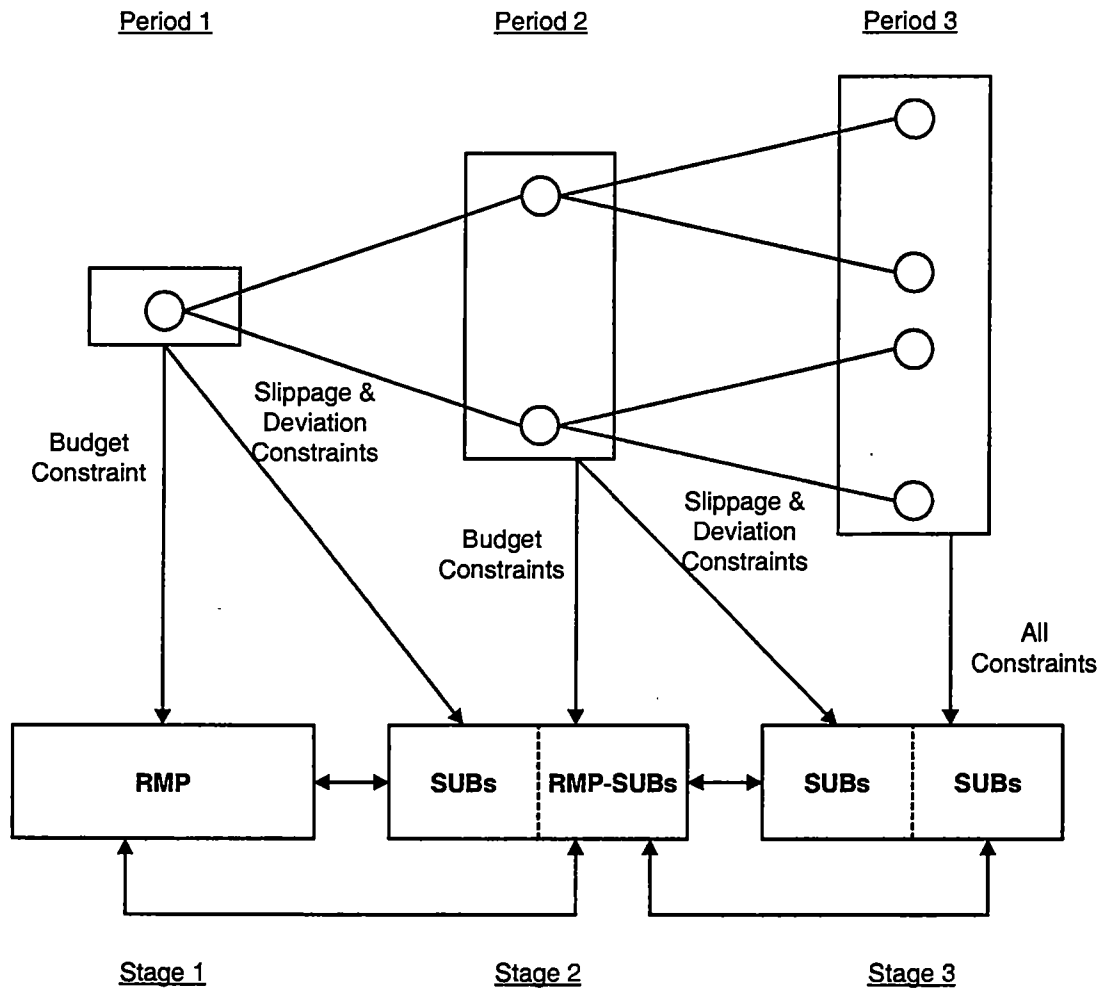 Period 1
Period 2
Period 3
Slippage &
Deviation
Constraints
Budget
Constraint
Slippage &
Deviation
Constraints
Budget
Constraints
All
Constraints
RMP
SUBs
RMP-SUBs
SUBs
SUBs
Stage 1
Stage 2
Stage 3